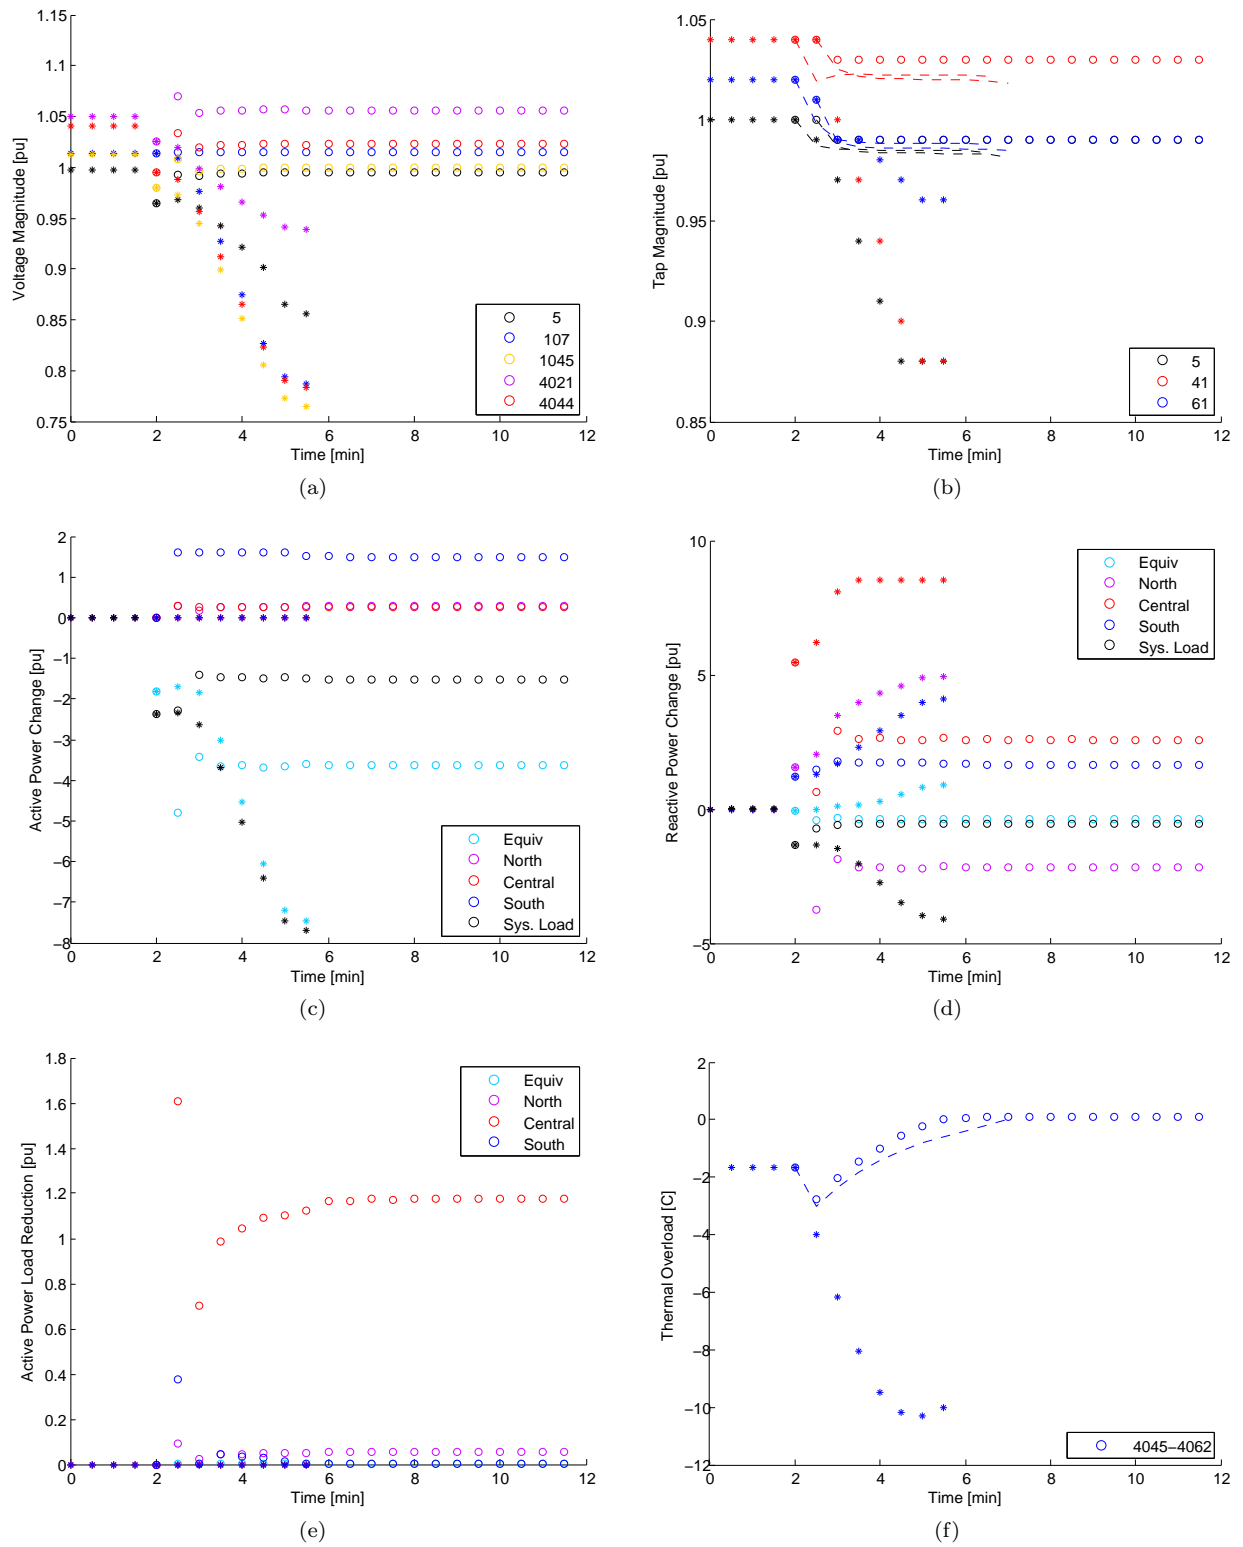 1.15
1.1
1.05
1
0.95
0.9
0.85
0.8
0.75
0 2 4 6 8 10 12
Voltage Magnitude [pu]
Time [min]
5
107
1045
4021
4044
(a)
1.05
1
0.95
0.9
0.85
0 2 4 6 8 10 12
Tap Magnitude [pu]
Time [min]
5
41
61
(b)
2
1
0
−1
−2
−3
−4
−5
−6
−7
−8
0 2 4 6 8 10 12
Active Power Change [pu]
Time [min]
Equiv
North
Central
South
Sys. Load
(c)
10
5
0
−5
0 2 4 6 8 10 12
Reactive Power Change [pu]
Time [min]
Equiv
North
Central
South
Sys. Load
(d)
1.8
1.6
1.4
1.2
1
0.8
0.6
0.4
0.2
0
0 2 4 6 8 10 12
Active Power Load Reduction [pu]
Time [min]
Equiv
North
Central
South
(e)
2
0
−2
−4
−6
−8
−10
−12
0 2 4 6 8 10 12
Thermal Overload [C]
Time [min]
4045−4062
(f)